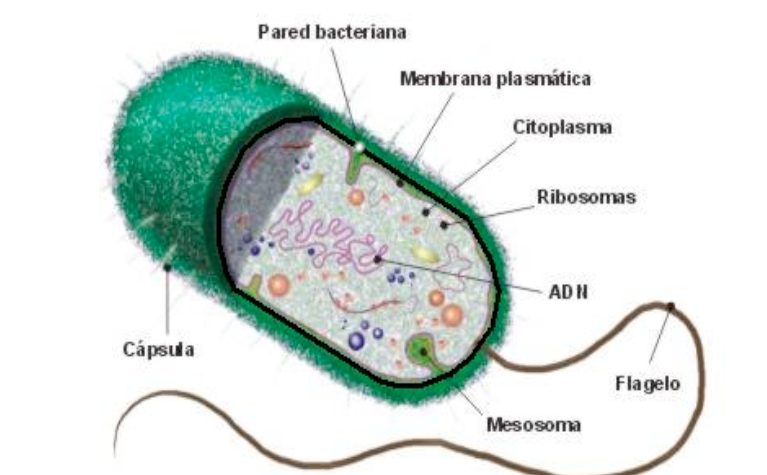 Pared bacteriana
Membrana plasmática
Citoplasma
Ribosomas
ADN
Cápsula
Flagelo
Mesosoma